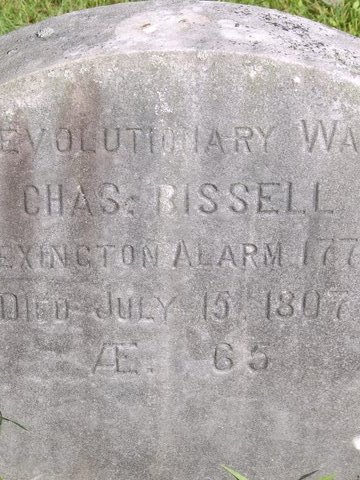 EVOLUTIONARY WA
CHAS: BISSELL
EXINGTON ALARM 177
DIED JULY 15, 1807
Æ. 65